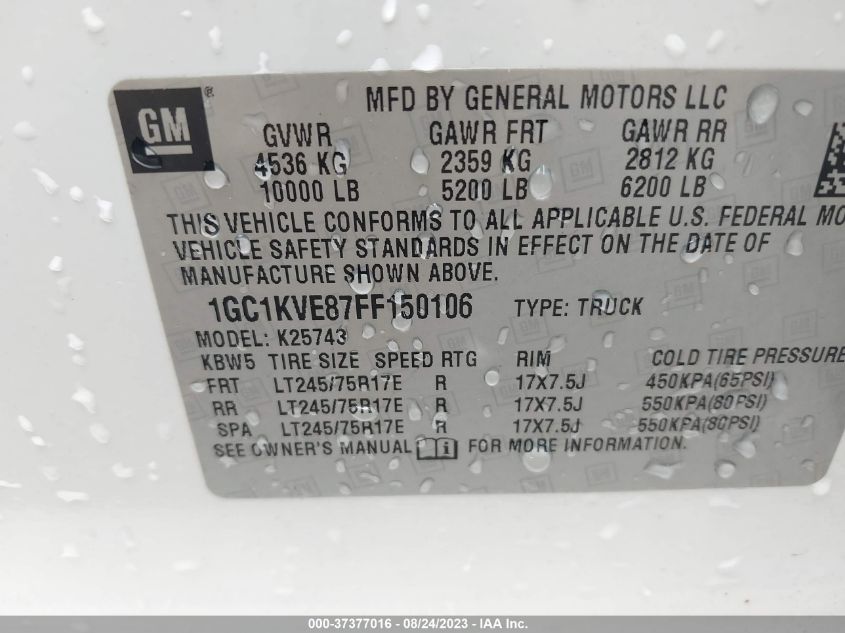 GM ®
MFD BY GENERAL MOTORS LLC
GVWR GAWR FRT GAWR RR
4536 KG 2359 KG 2812 KG
10000 LB 5200 LB 6200 LB
THIS VEHICLE CONFORMS TO ALL APPLICABLE U.S. FEDERAL MO
VEHICLE SAFETY STANDARDS IN EFFECT ON THE DATE OF
MANUFACTURE SHOWN ABOVE.
1GC1KVE87FF150106 TYPE: TRUCK
MODEL: K25743
KBW5 TIRE SIZE SPEED RTG RIM COLD TIRE PRESSURE
FRT LT245/75R17E R 17X7.5J 450KPA(65PSI)
RR LT245/75R17E R 17X7.5J 550KPA(80PSI)
SPA LT245/75R17E R 17X7.5J 550KPA(80PSI)
SEE OWNER'S MANUAL FOR MORE INFORMATION.
000-37377016 - 08/24/2023 - IAA Inc.